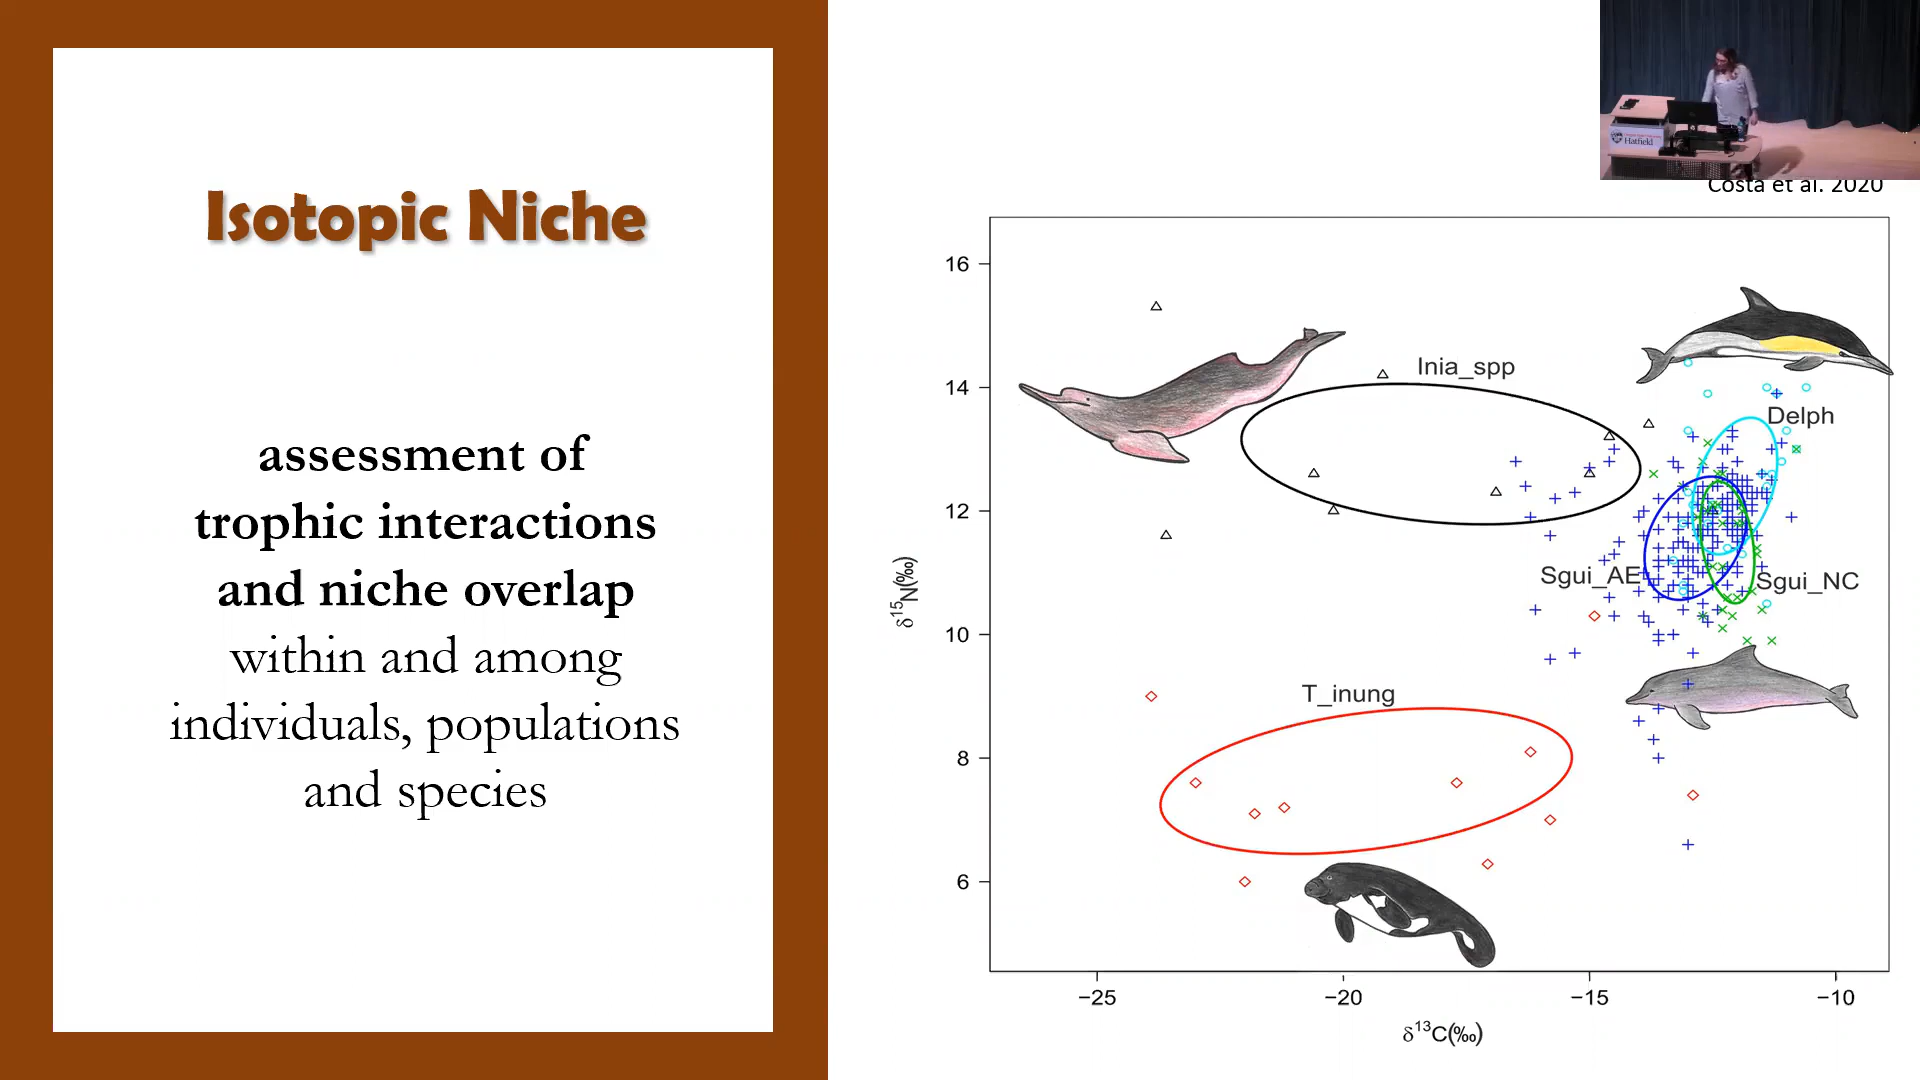 Isotopic Niche
assessment of
trophic interactions
and niche overlap
within and among
individuals, populations
and species
Hatfield
Costa et al. 2020
16
14
12
10
8
6
δ15N(‰)
Inia_spp
Delph
Sgui_AE
Sgui_NC
T_inung
−25
−20
−15
−10
δ13C(‰)